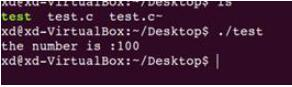 xd@xd-VirtualBox:~/Desktop$ ls
test  test.c  test.c~
xd@xd-VirtualBox:~/Desktop$ ./test
the number is :100
xd@xd-VirtualBox:~/Desktop$